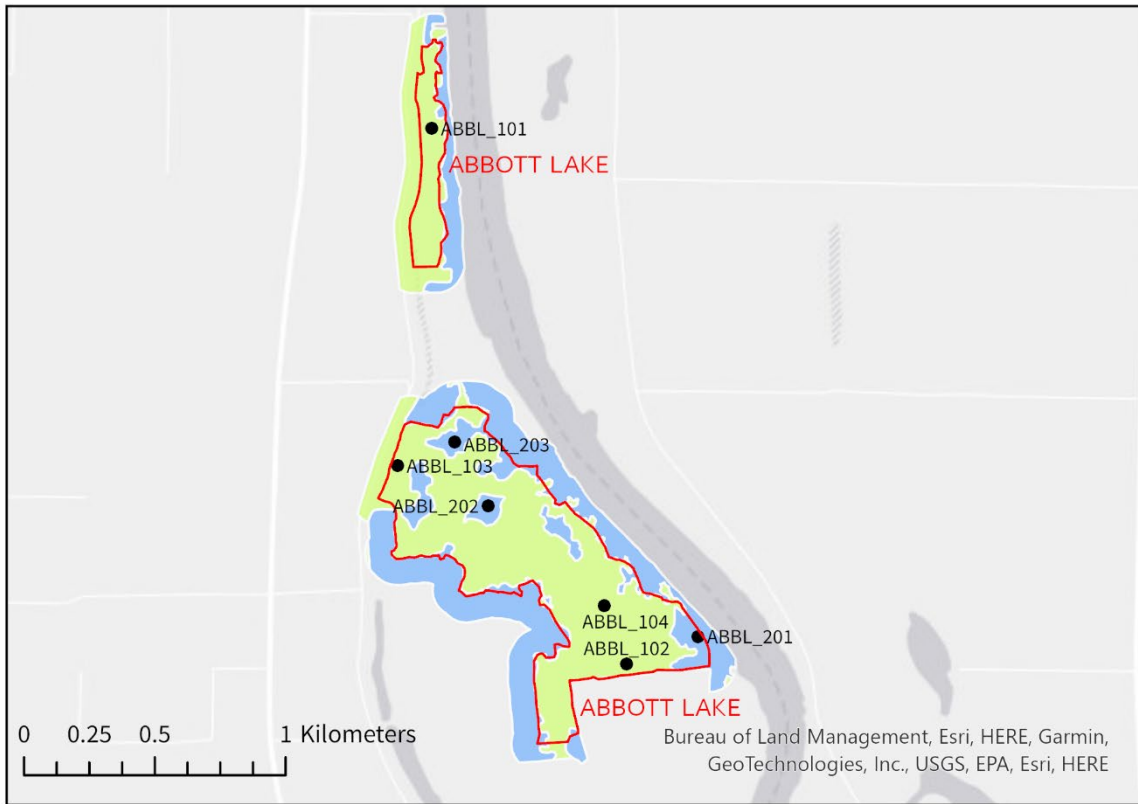 ABBL_101
ABBOTT LAKE
ABBL_203
ABBL_103
ABBL_202
ABBL_104
ABBL_201
ABBL_102
ABBOTT LAKE
0 0.25 0.5 1 Kilometers
Bureau of Land Management, Esri, HERE, Garmin,
GeoTechnologies, Inc., USGS, EPA, Esri, HERE